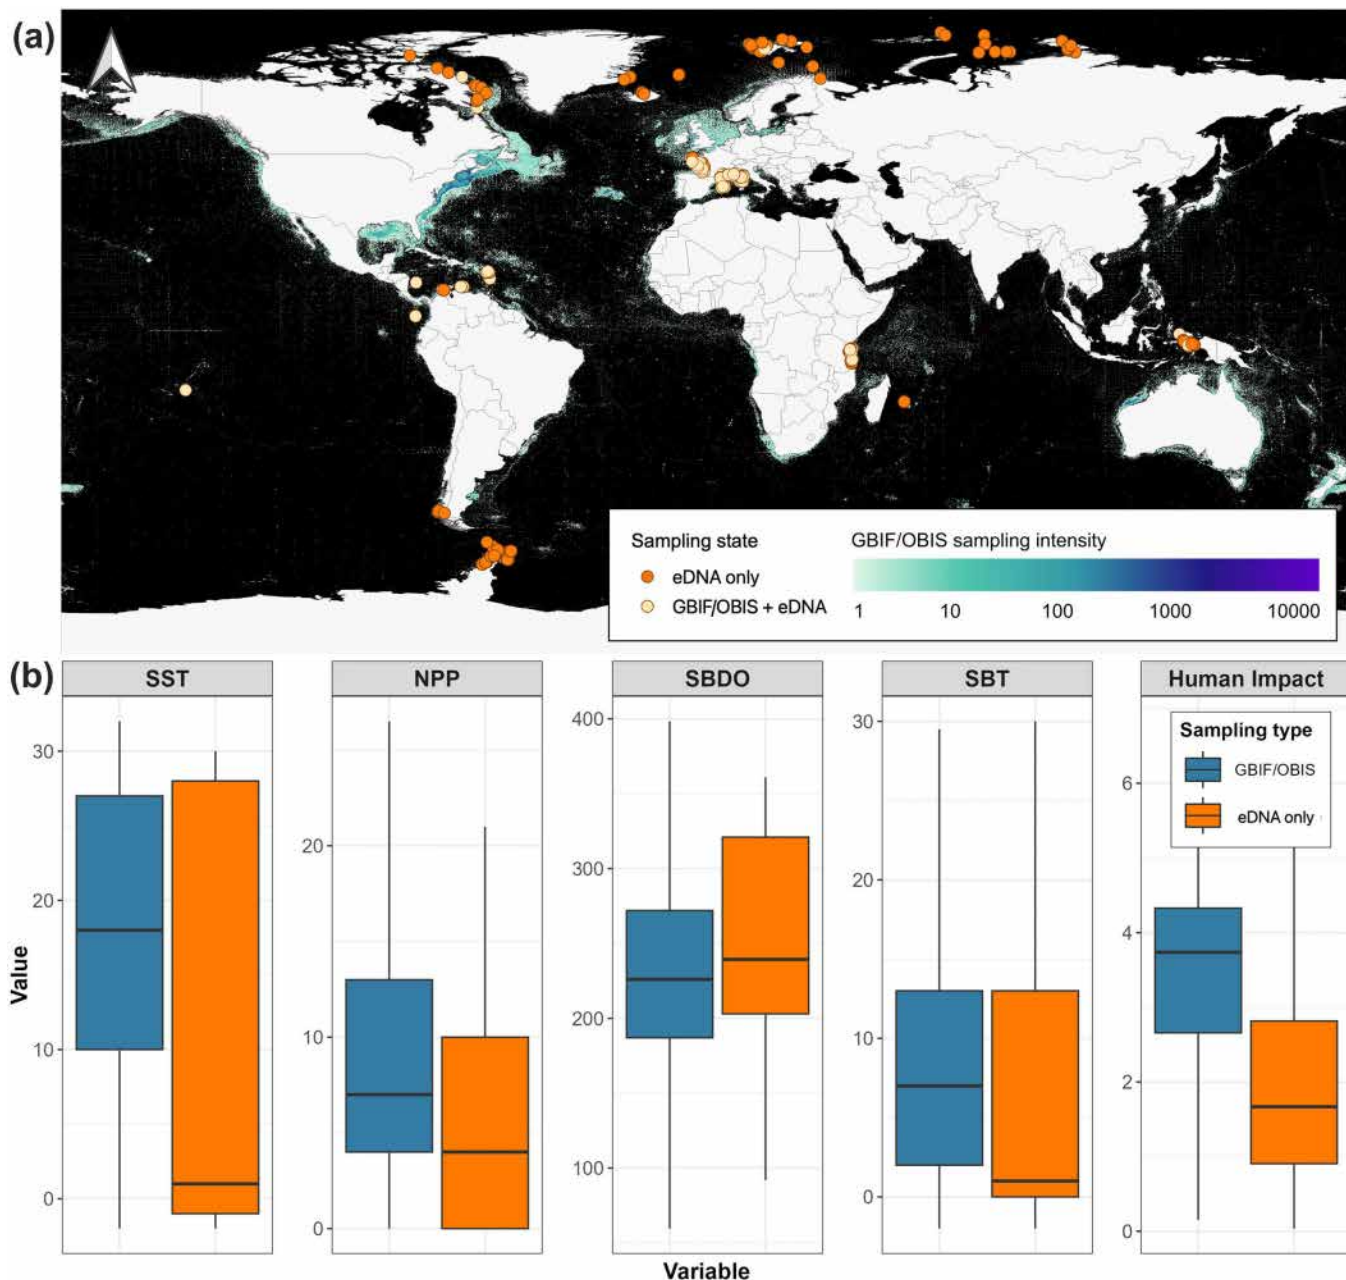 (a)
Sampling state
eDNA only
GBIF/OBIS + eDNA
GBIF/OBIS sampling intensity
1 10 100 1000 10000
(b)
SST
NPP
SBDO
SBT
Human Impact
Value
30
20
10
0
20
10
0
400
300
200
100
30
20
10
0
6
4
2
0
Sampling type
GBIF/OBIS
eDNA only
Variable